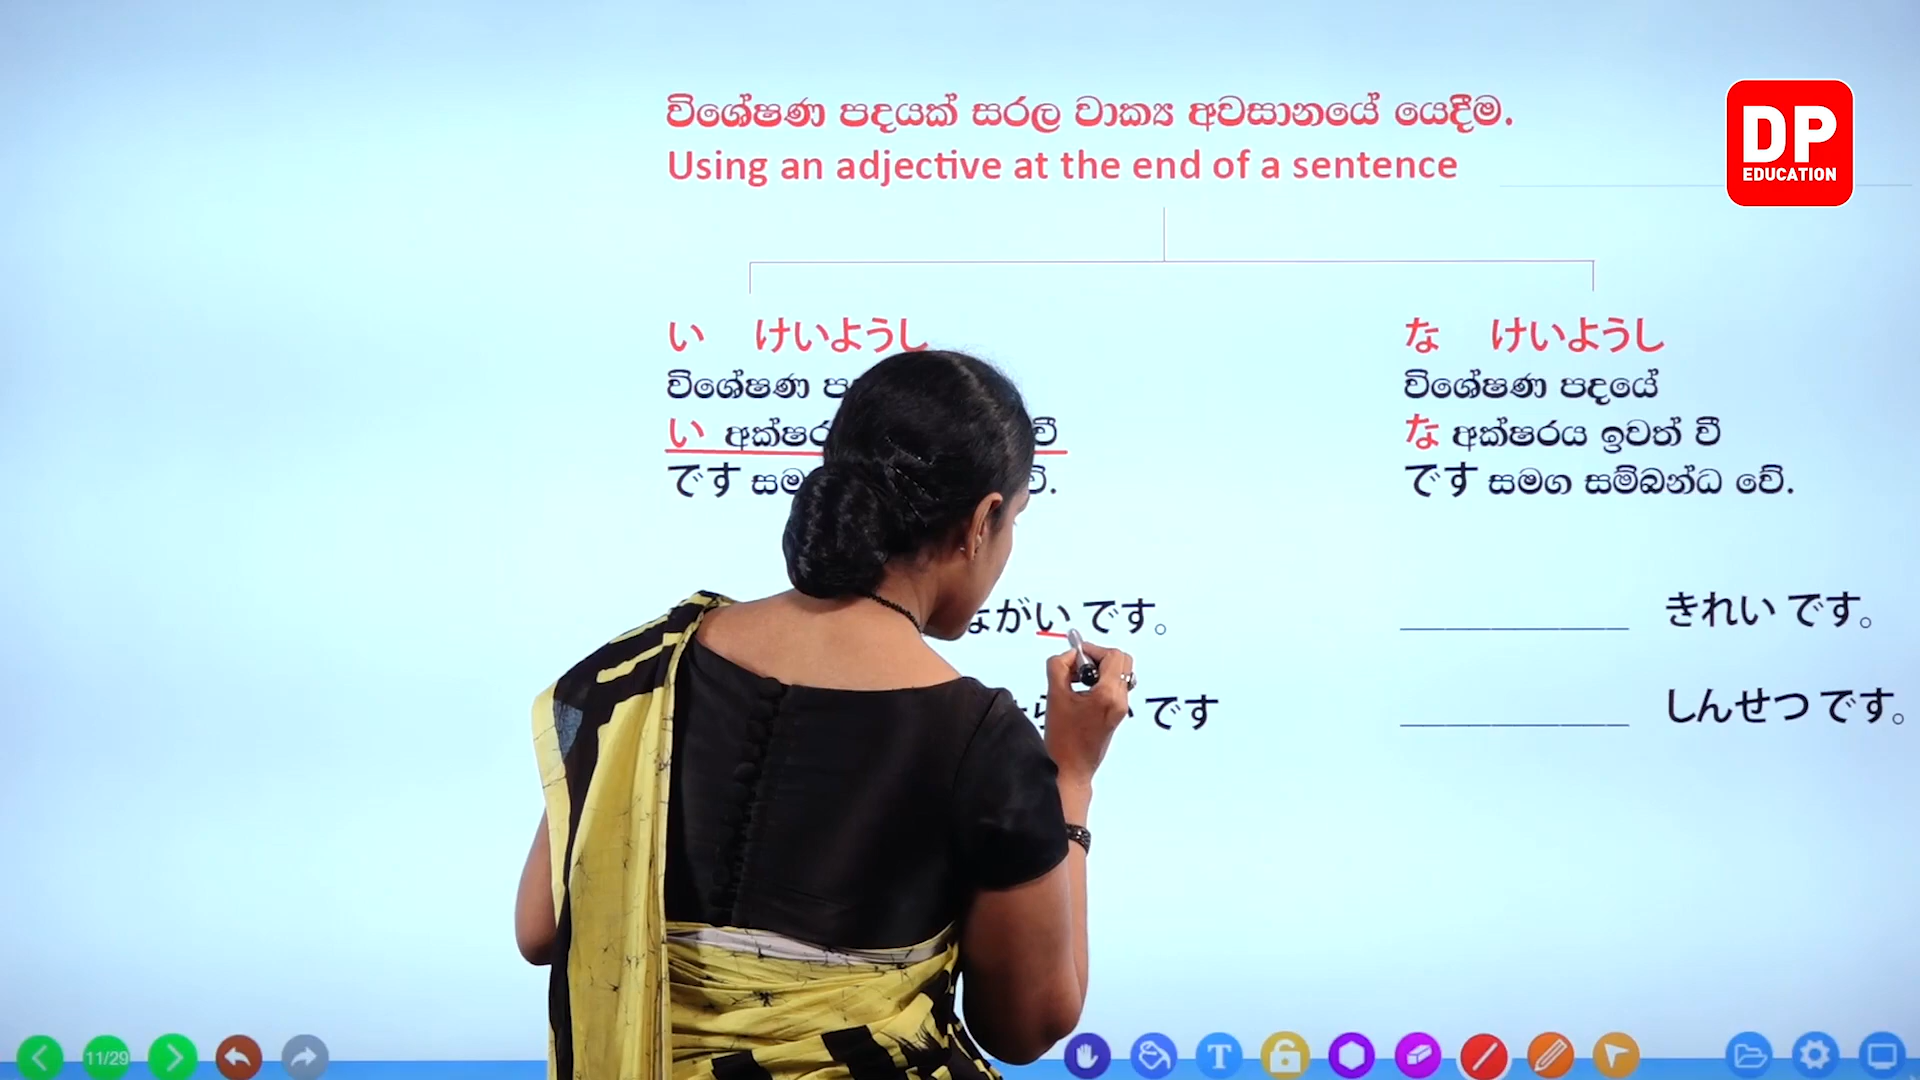 විශේෂණ පදයක් සරල වාක්‍ය අවසානයේ යෙදීම.
Using an adjective at the end of a sentence
DP
EDUCATION
い けいようし
විශේෂණ
い අක්ෂර වී
です සම වේ.
ながい です。
です
な けいようし
විශේෂණ පදයේ
な අක්ෂරය ඉවත් වී
です සමග සම්බන්ධ වේ.
きれい です。
しんせつ です。
11/29
T